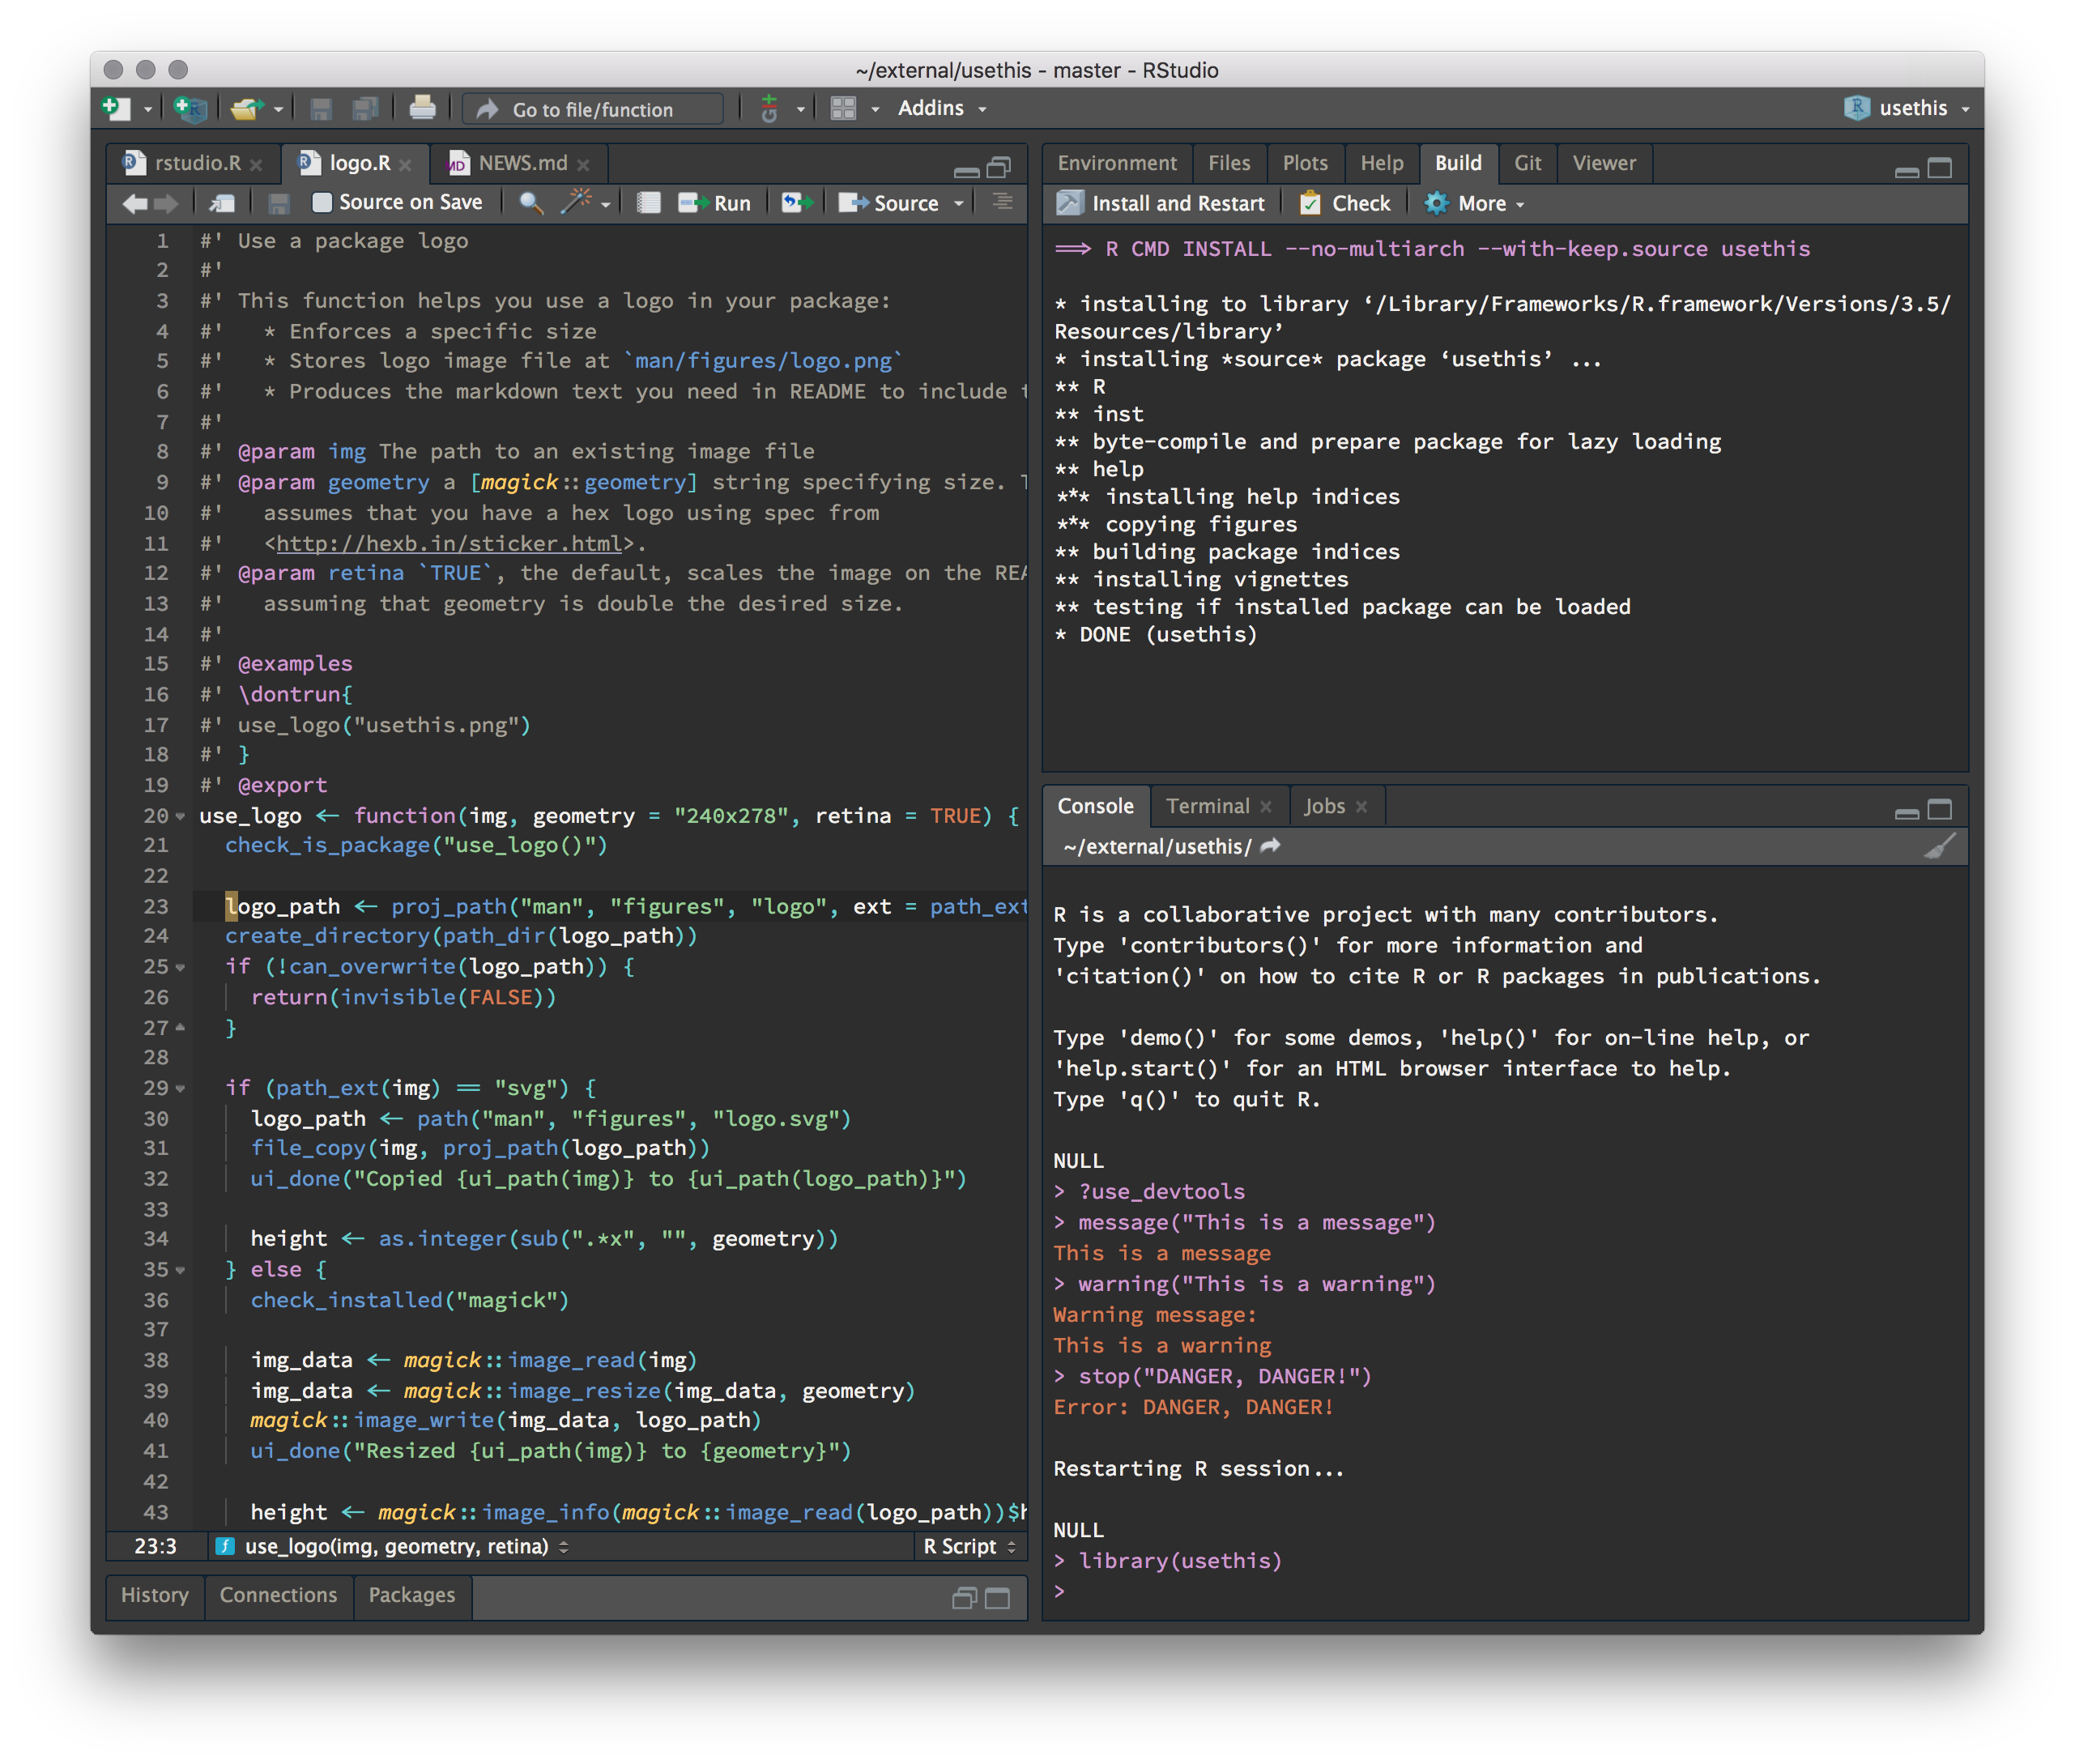 ~/external/usethis - master - RStudio
Go to file/function
Addins
usethis
rstudio.R
logo.R
NEWS.md
Source on Save
Run
Source
1 #' Use a package logo
2 #'
3 #' This function helps you use a logo in your package:
4 #'   * Enforces a specific size
5 #'   * Stores logo image file at `man/figures/logo.png`
6 #'   * Produces the markdown text you need in README to include
7 #'
8 #' @param img The path to an existing image file
9 #' @param geometry a [magick::geometry] string specifying size.
10 #'   assumes that you have a hex logo using spec from
11 #'   <http://hexb.in/sticker.html>.
12 #' @param retina `TRUE`, the default, scales the image on the REA
13 #'   assuming that geometry is double the desired size.
14 #'
15 #' @examples
16 #' \dontrun{
17 #' use_logo("usethis.png")
18 #' }
19 #' @export
20 use_logo <- function(img, geometry = "240x278", retina = TRUE) {
21   check_is_package("use_logo()")
22
23   logo_path <- proj_path("man", "figures", "logo", ext = path_ext
24   create_directory(path_dir(logo_path))
25   if (!can_overwrite(logo_path)) {
26     return(invisible(FALSE))
27   }
28
29   if (path_ext(img) == "svg") {
30     logo_path <- path("man", "figures", "logo.svg")
31     file_copy(img, proj_path(logo_path))
32     ui_done("Copied {ui_path(img)} to {ui_path(logo_path)}")
33
34     height <- as.integer(sub(".*x", "", geometry))
35   } else {
36     check_installed("magick")
37
38     img_data <- magick::image_read(img)
39     img_data <- magick::image_resize(img_data, geometry)
40     magick::image_write(img_data, logo_path)
41     ui_done("Resized {ui_path(img)} to {geometry}")
42
43     height <- magick::image_info(magick::image_read(logo_path))$h
23:3
use_logo(img, geometry, retina)
R Script
History
Connections
Packages
Environment
Files
Plots
Help
Build
Git
Viewer
Install and Restart
Check
More
==> R CMD INSTALL --no-multiarch --with-keep.source usethis
* installing to library ‘/Library/Frameworks/R.framework/Versions/3.5/
Resources/library’
* installing *source* package ‘usethis’ ...
** R
** inst
** byte-compile and prepare package for lazy loading
** help
*** installing help indices
*** copying figures
** building package indices
** installing vignettes
** testing if installed package can be loaded
* DONE (usethis)
Console
Terminal
Jobs
~/external/usethis/
R is a collaborative project with many contributors.
Type 'contributors()' for more information and
'citation()' on how to cite R or R packages in publications.
Type 'demo()' for some demos, 'help()' for on-line help, or
'help.start()' for an HTML browser interface to help.
Type 'q()' to quit R.
NULL
> ?use_devtools
> message("This is a message")
This is a message
> warning("This is a warning")
Warning message:
This is a warning
> stop("DANGER, DANGER!")
Error: DANGER, DANGER!
Restarting R session...
NULL
> library(usethis)
>